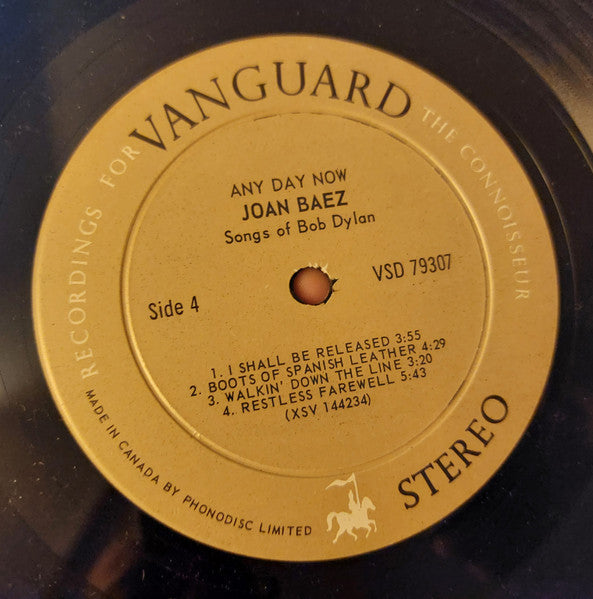 RECORDINGS FOR VANGUARD THE CONNOISSEUR
ANY DAY NOW
JOAN BAEZ
Songs of Bob Dylan
Side 4
VSD 79307
1. I SHALL BE RELEASED 3:55
2. BOOTS OF SPANISH LEATHER 4:29
3. WALKIN' DOWN THE LINE 3:20
4. RESTLESS FAREWELL 5:43
(XSV 144234)
STEREO
MADE IN CANADA BY PHONODISC LIMITED